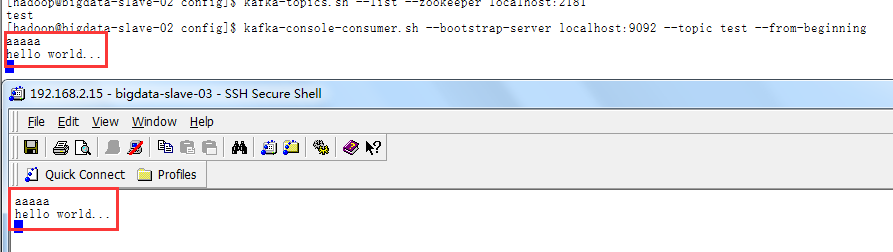 [hadoop@bigdata-slave-02 config]$ kafka-topics.sh --list --zookeeper localhost:2181
test
[hadoop@bigdata-slave-02 config]$ kafka-console-consumer.sh --bootstrap-server localhost:9092 --topic test --from-beginning
aaaaa
hello world...
192.168.2.15 - bigdata-slave-03 - SSH Secure Shell
File Edit View Window Help
Quick Connect Profiles
aaaaa
hello world...